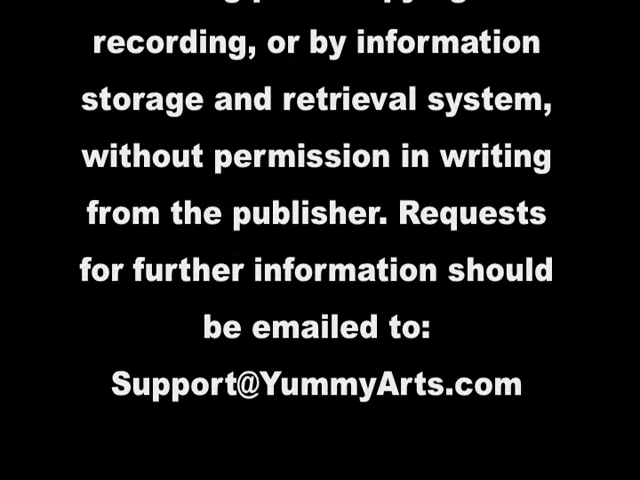 recording, or by information
storage and retrieval system,
without permission in writing
from the publisher. Requests
for further information should
be emailed to:
Support@YummyArts.com